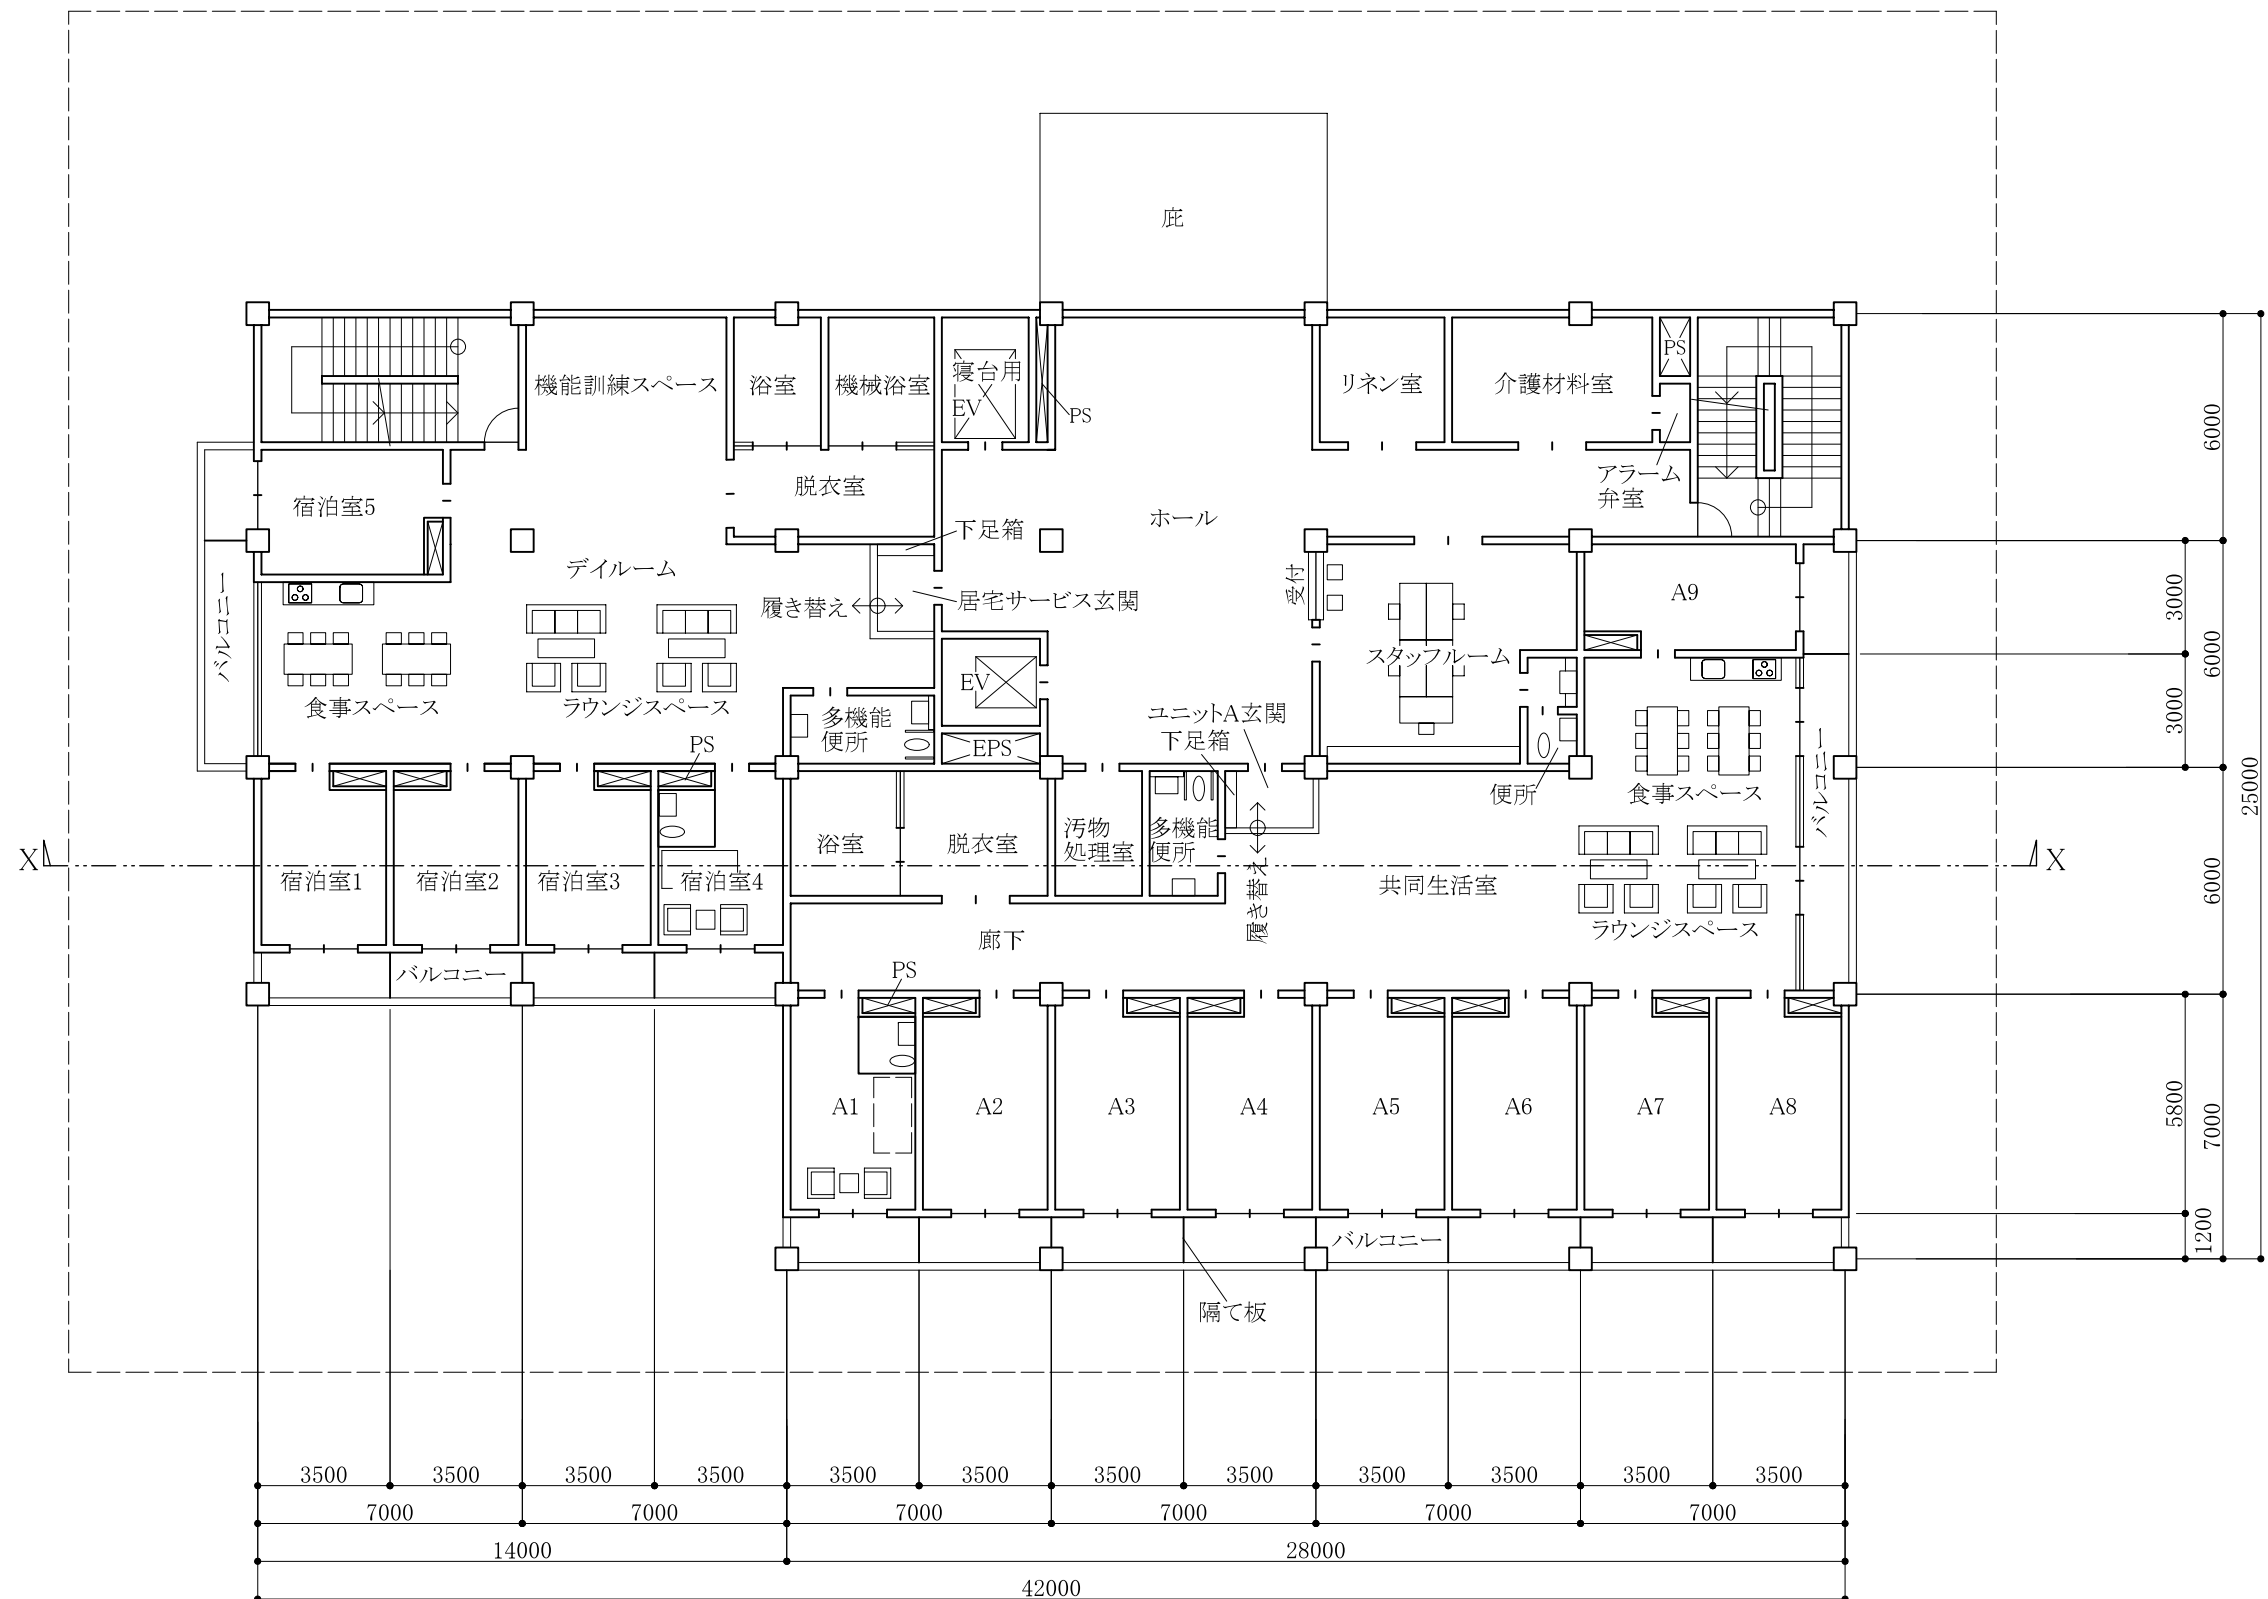 庇
機能訓練スペース
浴室
機械浴室
寝台用
EV
PS
リネン室
介護材料室
PS
アラーム
弁室
宿泊室5
脱衣室
下足箱
ホール
デイルーム
履き替え
居宅サービス玄関
受付
A9
バルコニー
食事スペース
ラウンジスペース
多機能
便所
EV
EPS
スタッフルーム
ユニットA玄関
下足箱
便所
食事スペース
バルコニー
PS
X
X
宿泊室1
宿泊室2
宿泊室3
宿泊室4
浴室
脱衣室
汚物
処理室
多機能
便所
履き替え
共同生活室
ラウンジスペース
廊下
バルコニー
PS
A1
A2
A3
A4
A5
A6
A7
A8
バルコニー
隔て板
6000
3000
6000
3000
25000
6000
5800
7000
1200
3500
3500
3500
3500
3500
3500
3500
3500
3500
3500
3500
3500
7000
7000
7000
7000
7000
7000
14000
28000
42000